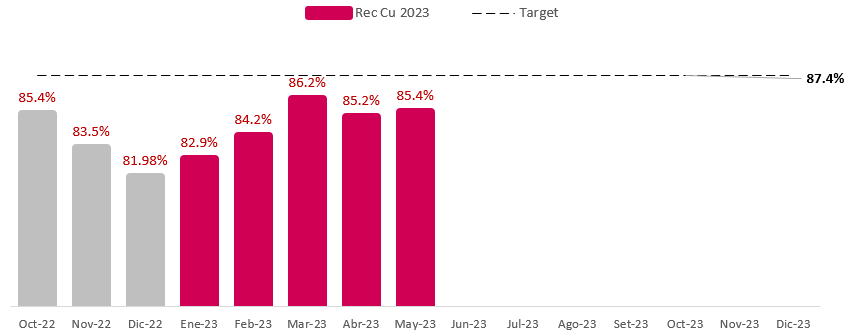 Rec Cu 2023 Target
87.4%
86.2%
85.4% 85.2% 85.4%
84.2%
83.5% 82.9%
81.98%
Oct-22 Nov-22 Dic-22 Ene-23 Feb-23 Mar-23 Abr-23 May-23 Jun-23 Jul-23 Ago-23 Set-23 Oct-23 Nov-23 Dic-23